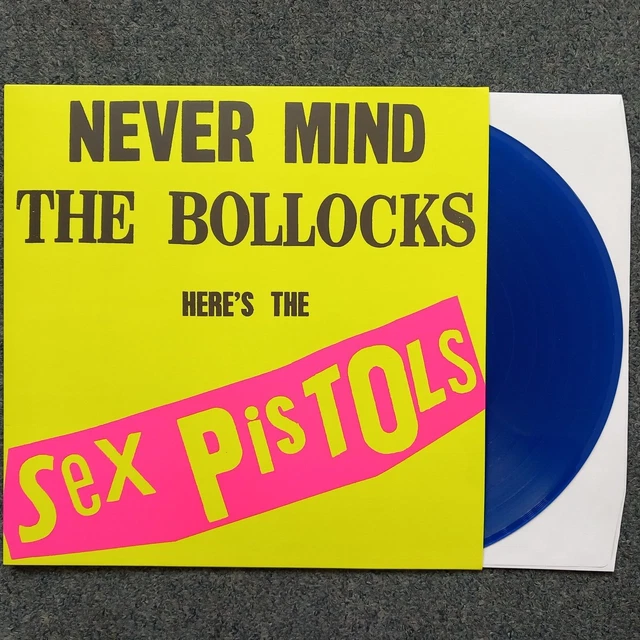 NEVER MIND
THE BOLLOCKS
HERE'S THE
Sex PiSTOLS